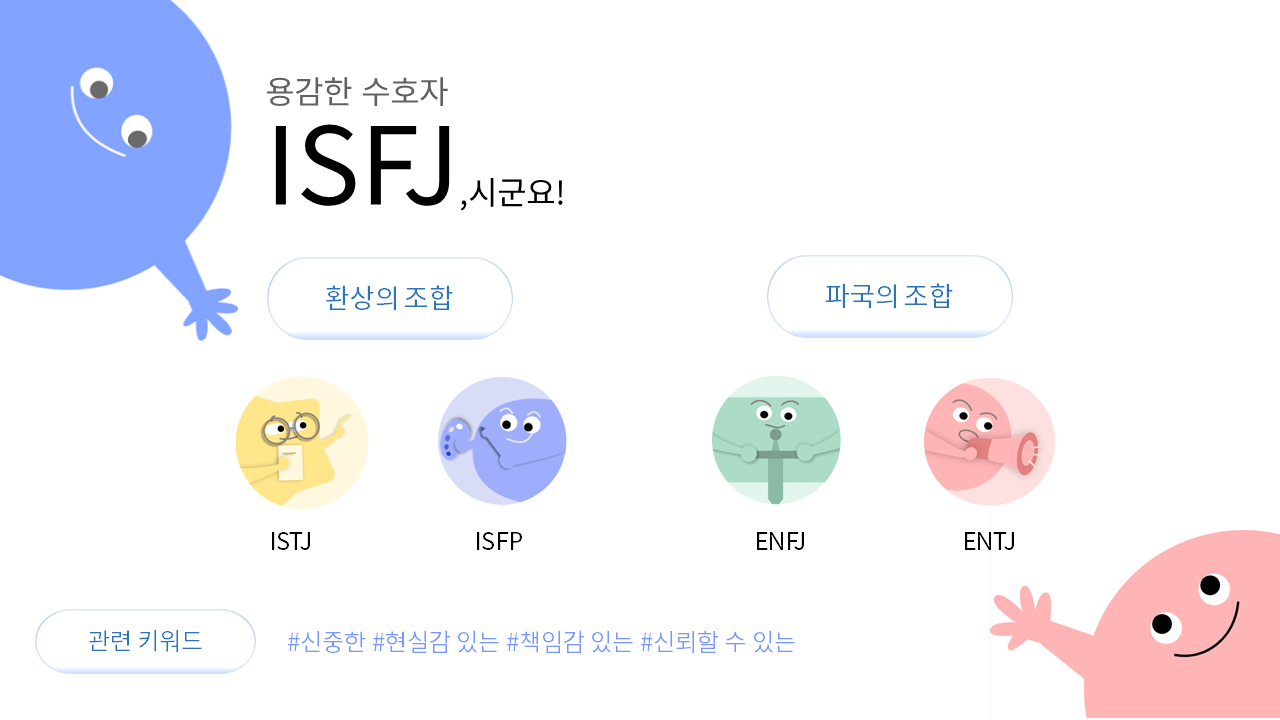 용감한 수호자
ISFJ,시군요!
환상의 조합
파국의 조합
ISTJ
ISFP
ENFJ
ENTJ
관련 키워드
#신중한 #현실감 있는 #책임감 있는 #신뢰할 수 있는